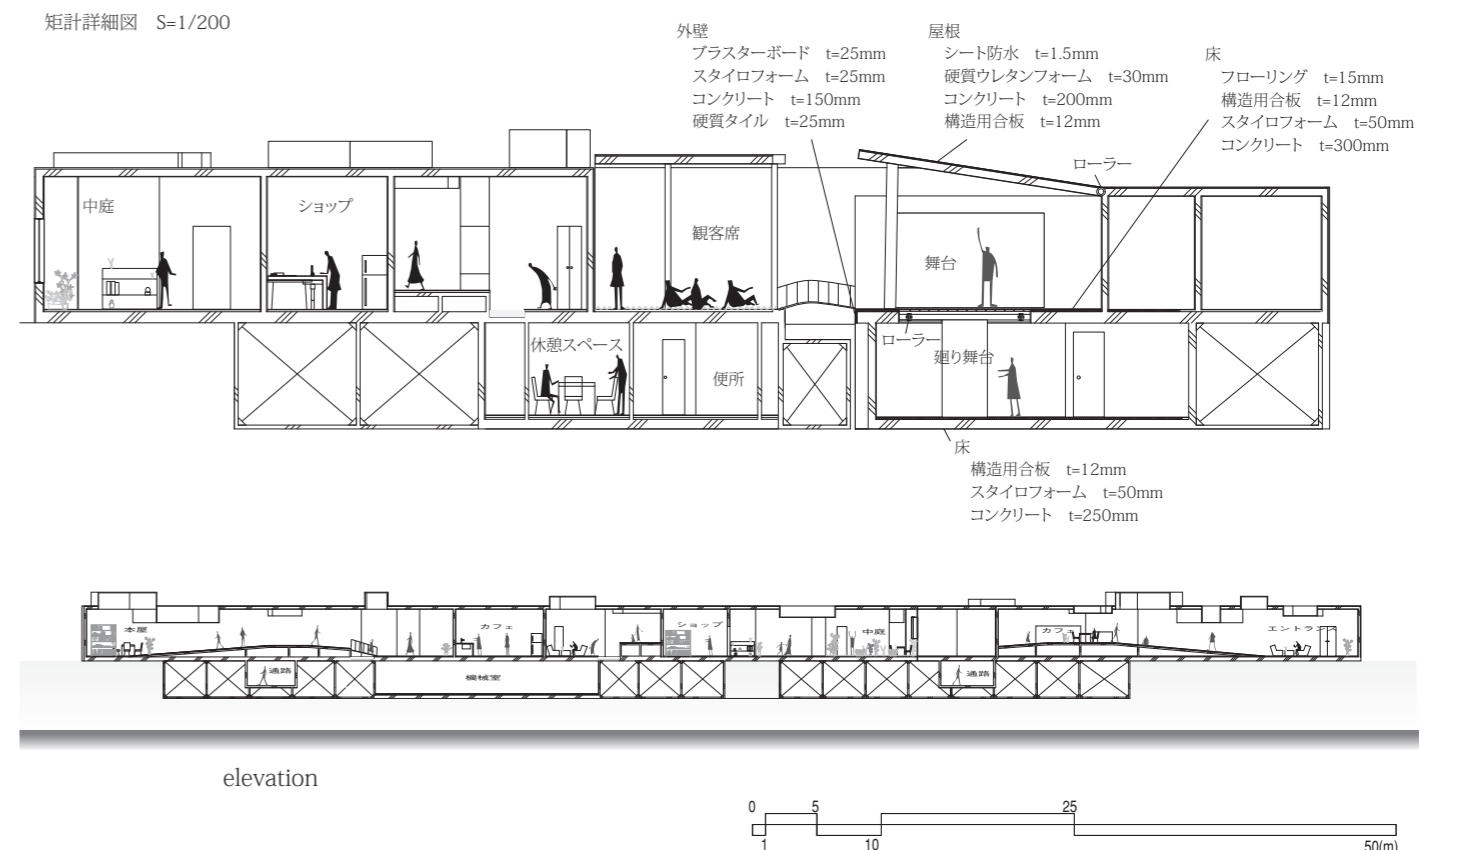 矩計詳細図　S=1/200
外壁
プラスターボード　t=25mm
スタイロフォーム　t=25mm
コンクリート　t=150mm
硬質タイル　t=25mm
屋根
シート防水　t=1.5mm
硬質ウレタンフォーム　t=30mm
コンクリート　t=200mm
構造用合板　t=12mm
床
フローリング　t=15mm
構造用合板　t=12mm
スタイロフォーム　t=50mm
コンクリート　t=300mm
ローラー
中庭
ショップ
観客席
舞台
ローラー
廻り舞台
休憩スペース
便所
床
構造用合板　t=12mm
スタイロフォーム　t=50mm
コンクリート　t=250mm
本屋
カフェ
ショップ
中庭
カフェ
エントランス
通路
機械室
通路
elevation
0 5 25
1 10 50(m)